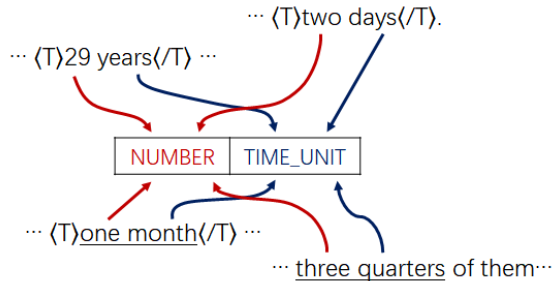 ··· ⟨T⟩two days⟨/T⟩.
··· ⟨T⟩29 years⟨/T⟩ ···
NUMBER TIME_UNIT
··· ⟨T⟩one month⟨/T⟩ ···
··· three quarters of them···